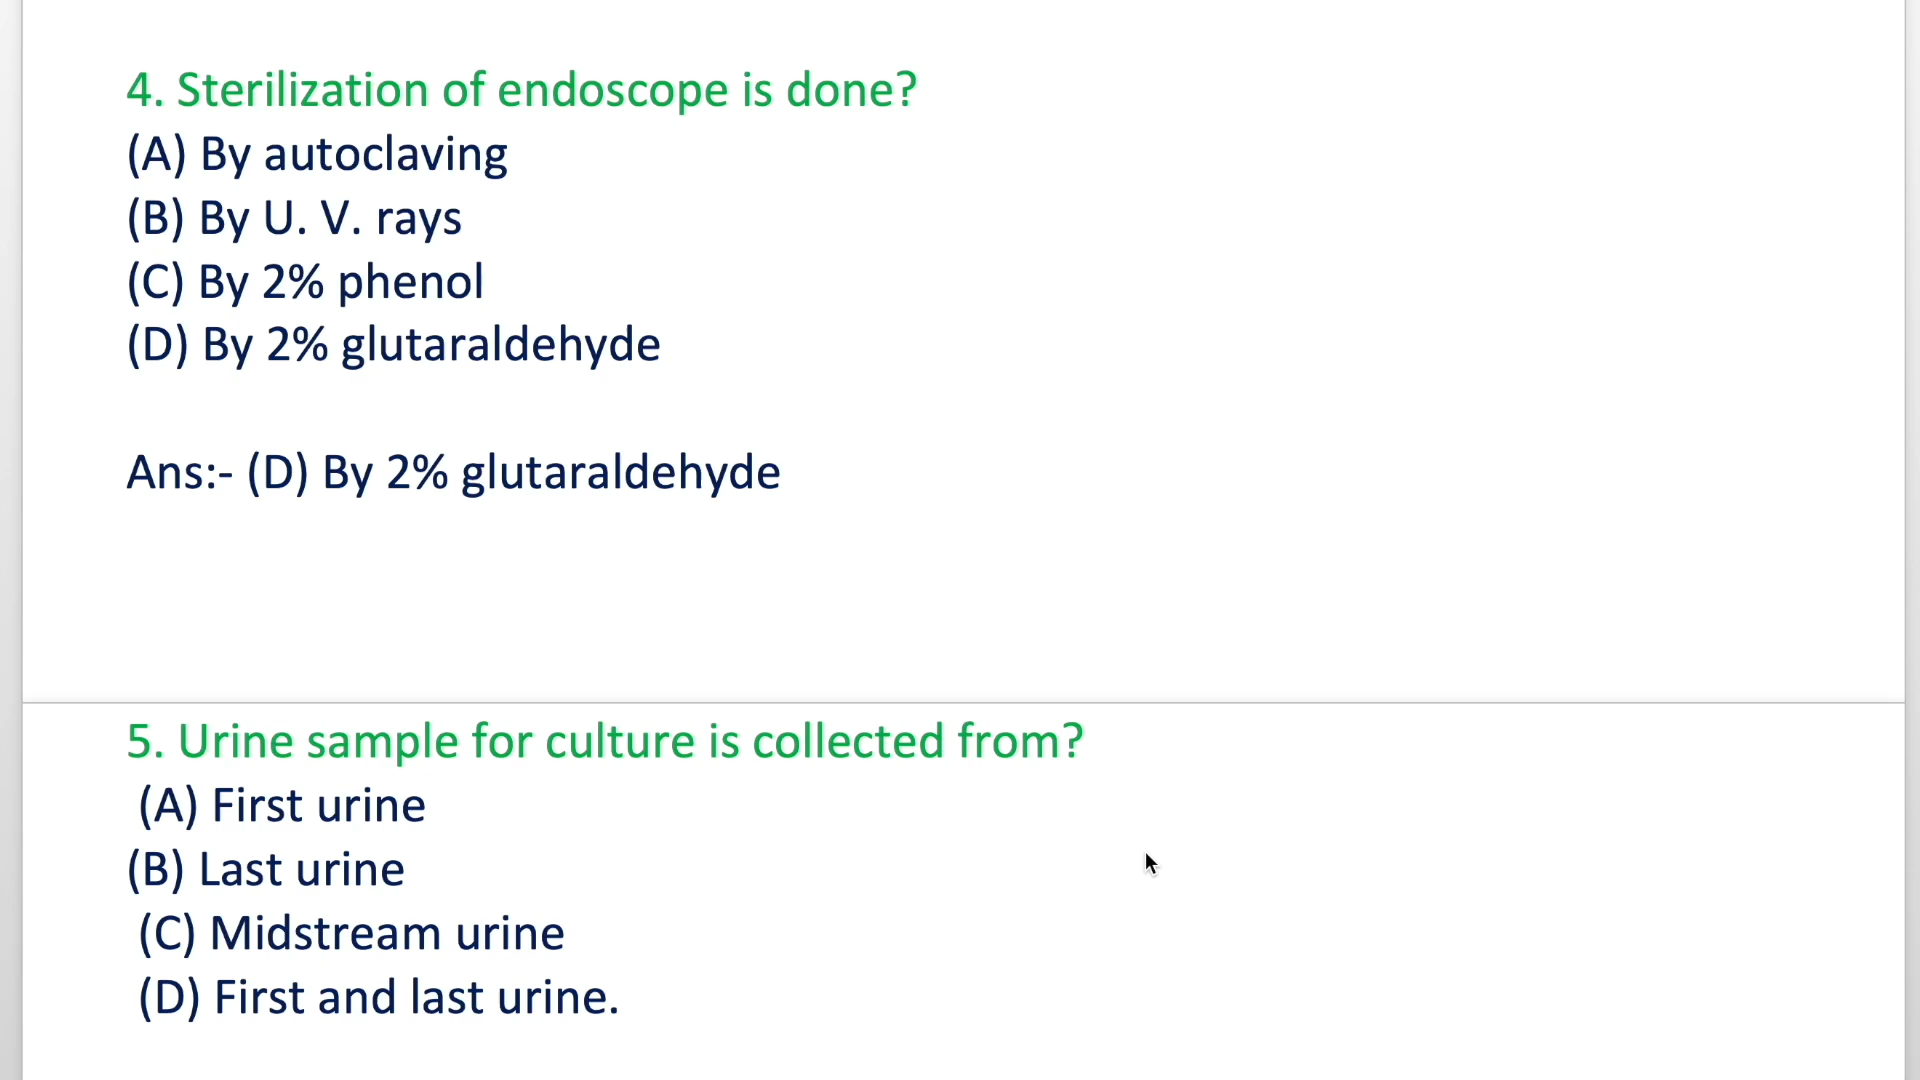 4. Sterilization of endoscope is done?
(A) By autoclaving
(B) By U. V. rays
(C) By 2% phenol
(D) By 2% glutaraldehyde
Ans:- (D) By 2% glutaraldehyde
5. Urine sample for culture is collected from?
(A) First urine
(B) Last urine
(C) Midstream urine
(D) First and last urine.